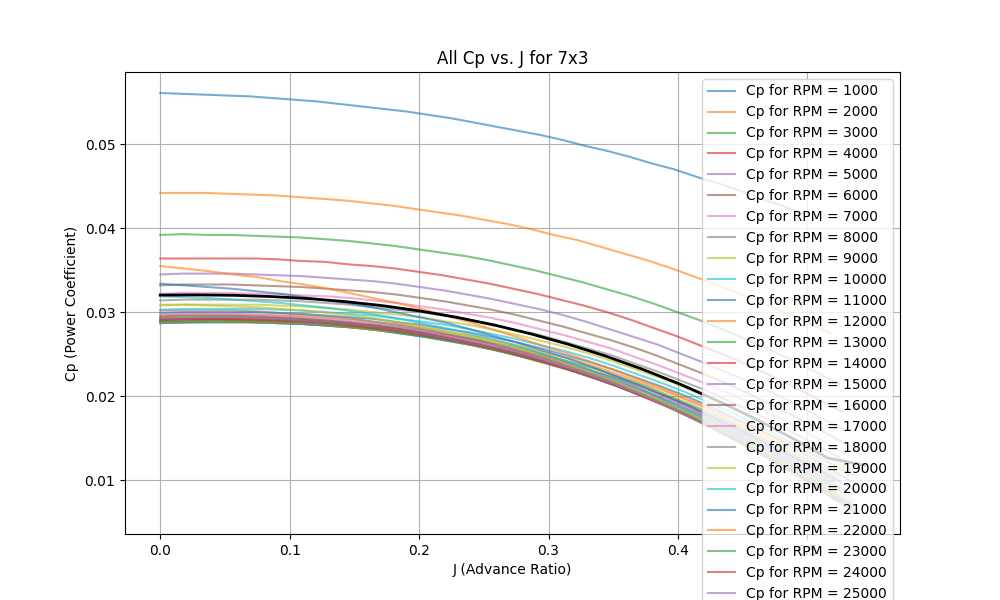 All Cp vs. J for 7x3
Cp (Power Coefficient)
0.05
0.04
0.03
0.02
0.01
0.0
0.1
0.2
0.3
0.4
J (Advance Ratio)
Cp for RPM = 1000
Cp for RPM = 2000
Cp for RPM = 3000
Cp for RPM = 4000
Cp for RPM = 5000
Cp for RPM = 6000
Cp for RPM = 7000
Cp for RPM = 8000
Cp for RPM = 9000
Cp for RPM = 10000
Cp for RPM = 11000
Cp for RPM = 12000
Cp for RPM = 13000
Cp for RPM = 14000
Cp for RPM = 15000
Cp for RPM = 16000
Cp for RPM = 17000
Cp for RPM = 18000
Cp for RPM = 19000
Cp for RPM = 20000
Cp for RPM = 21000
Cp for RPM = 22000
Cp for RPM = 23000
Cp for RPM = 24000
Cp for RPM = 25000